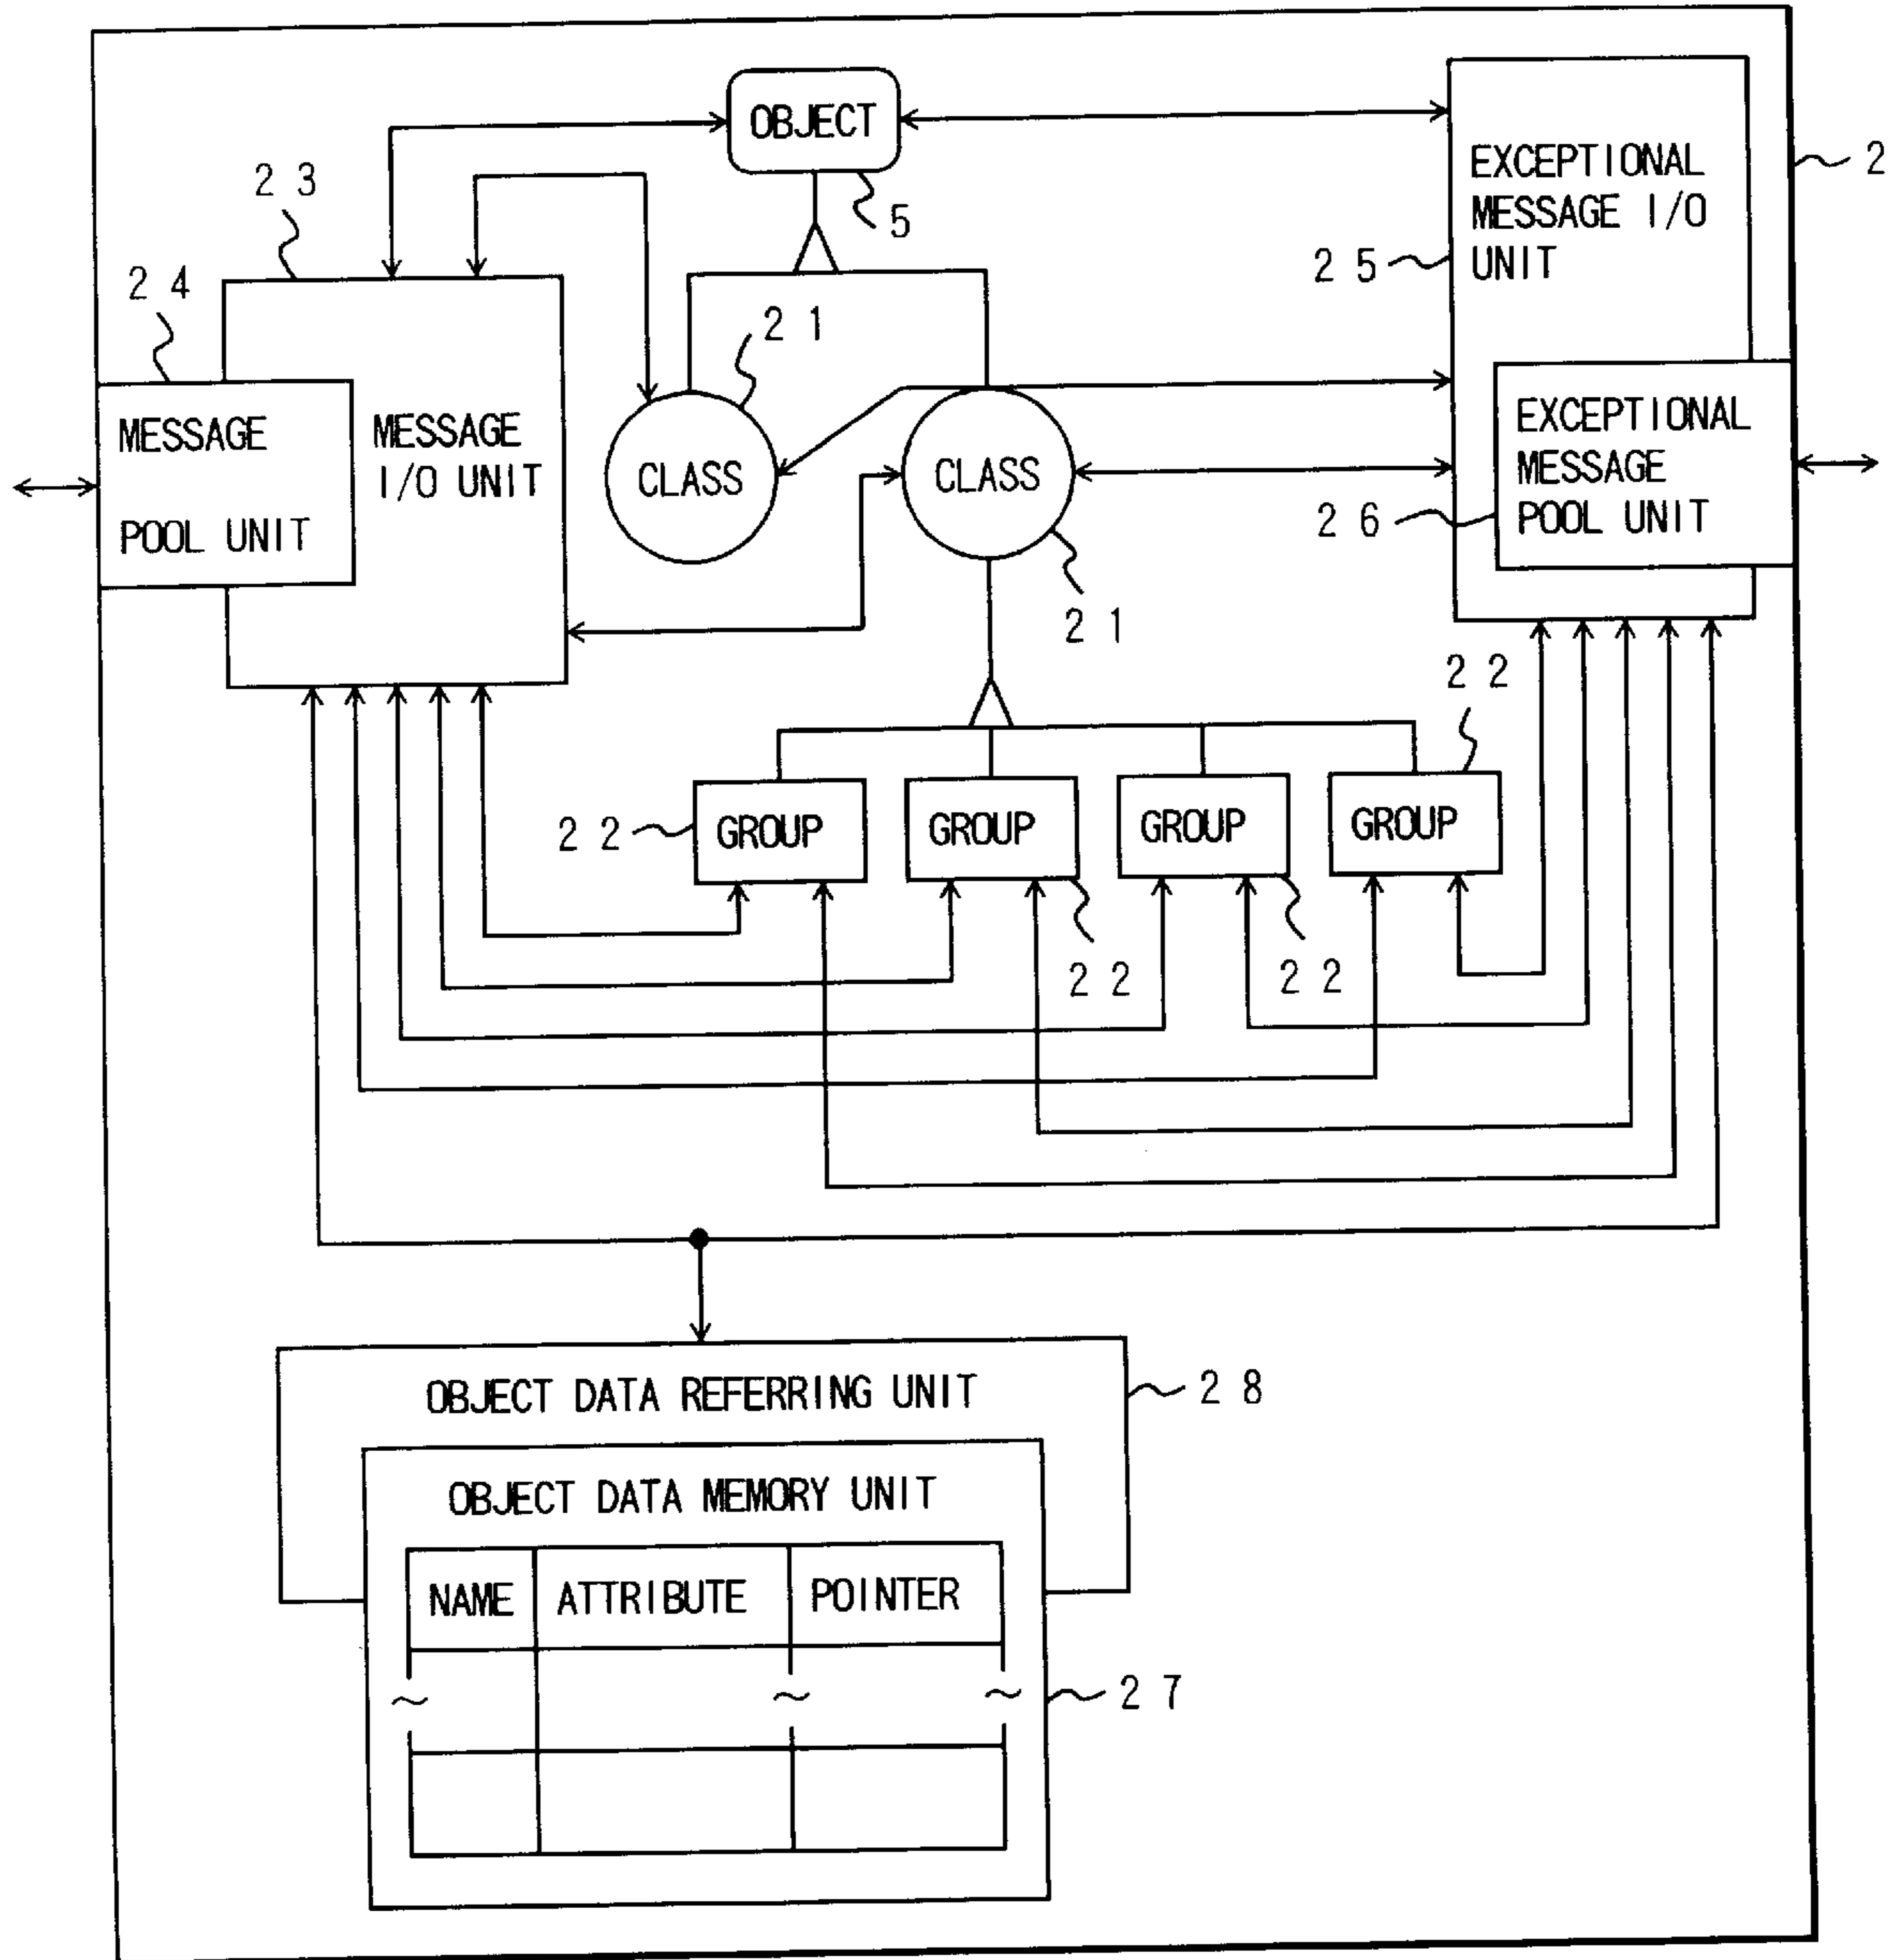 OBJECT
5
2
EXCEPTIONAL
MESSAGE I/O
UNIT
2 5
2 3
2 4
2 1
MESSAGE
POOL UNIT
MESSAGE
I/O UNIT
CLASS
CLASS
2 1
EXCEPTIONAL
MESSAGE
POOL UNIT
2 6
2 2
2 2
GROUP
GROUP
GROUP
GROUP
2 2
2 2
OBJECT DATA REFERRING UNIT
2 8
OBJECT DATA MEMORY UNIT
NAME
ATTRIBUTE
POINTER
2 7